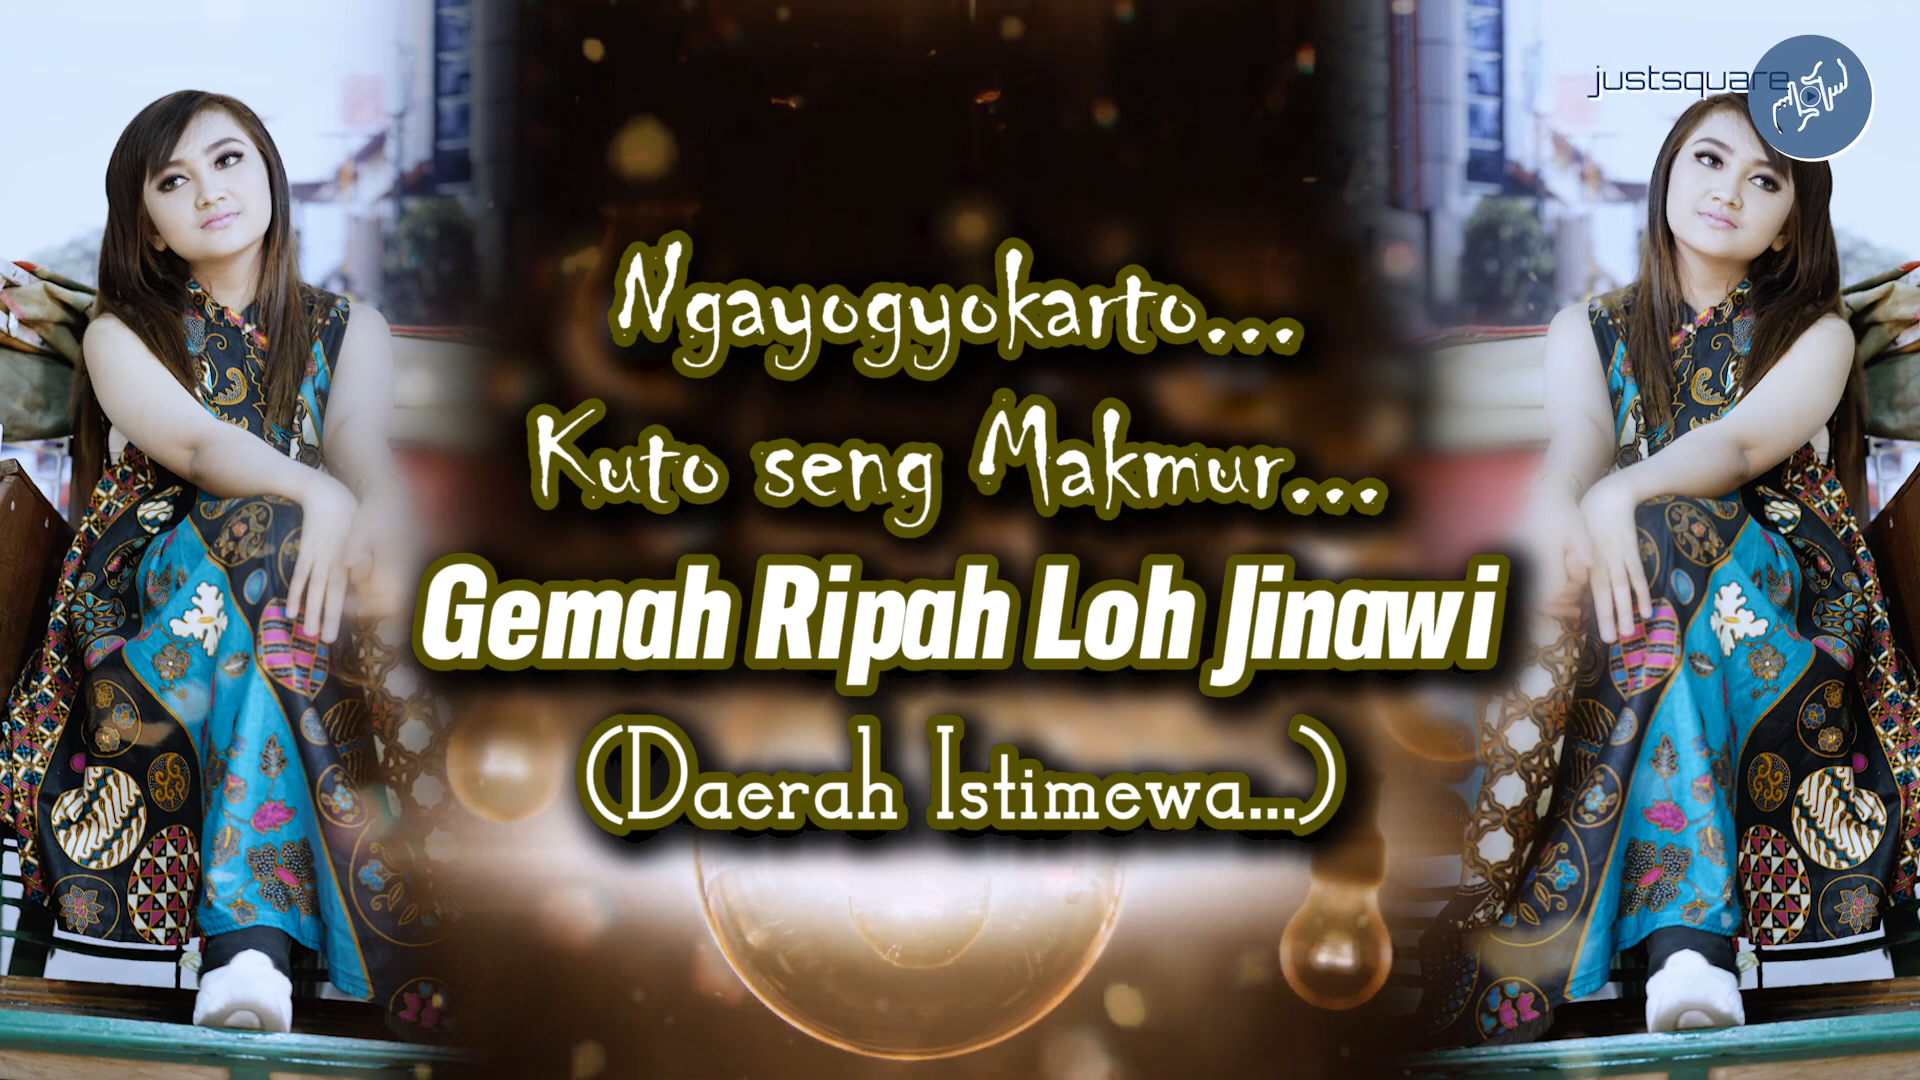 justsquare
Ngayogyokarto...
Kuto seng Makmur...
Gemah Ripah Loh Jinawi
(Daerah Istimewa...)